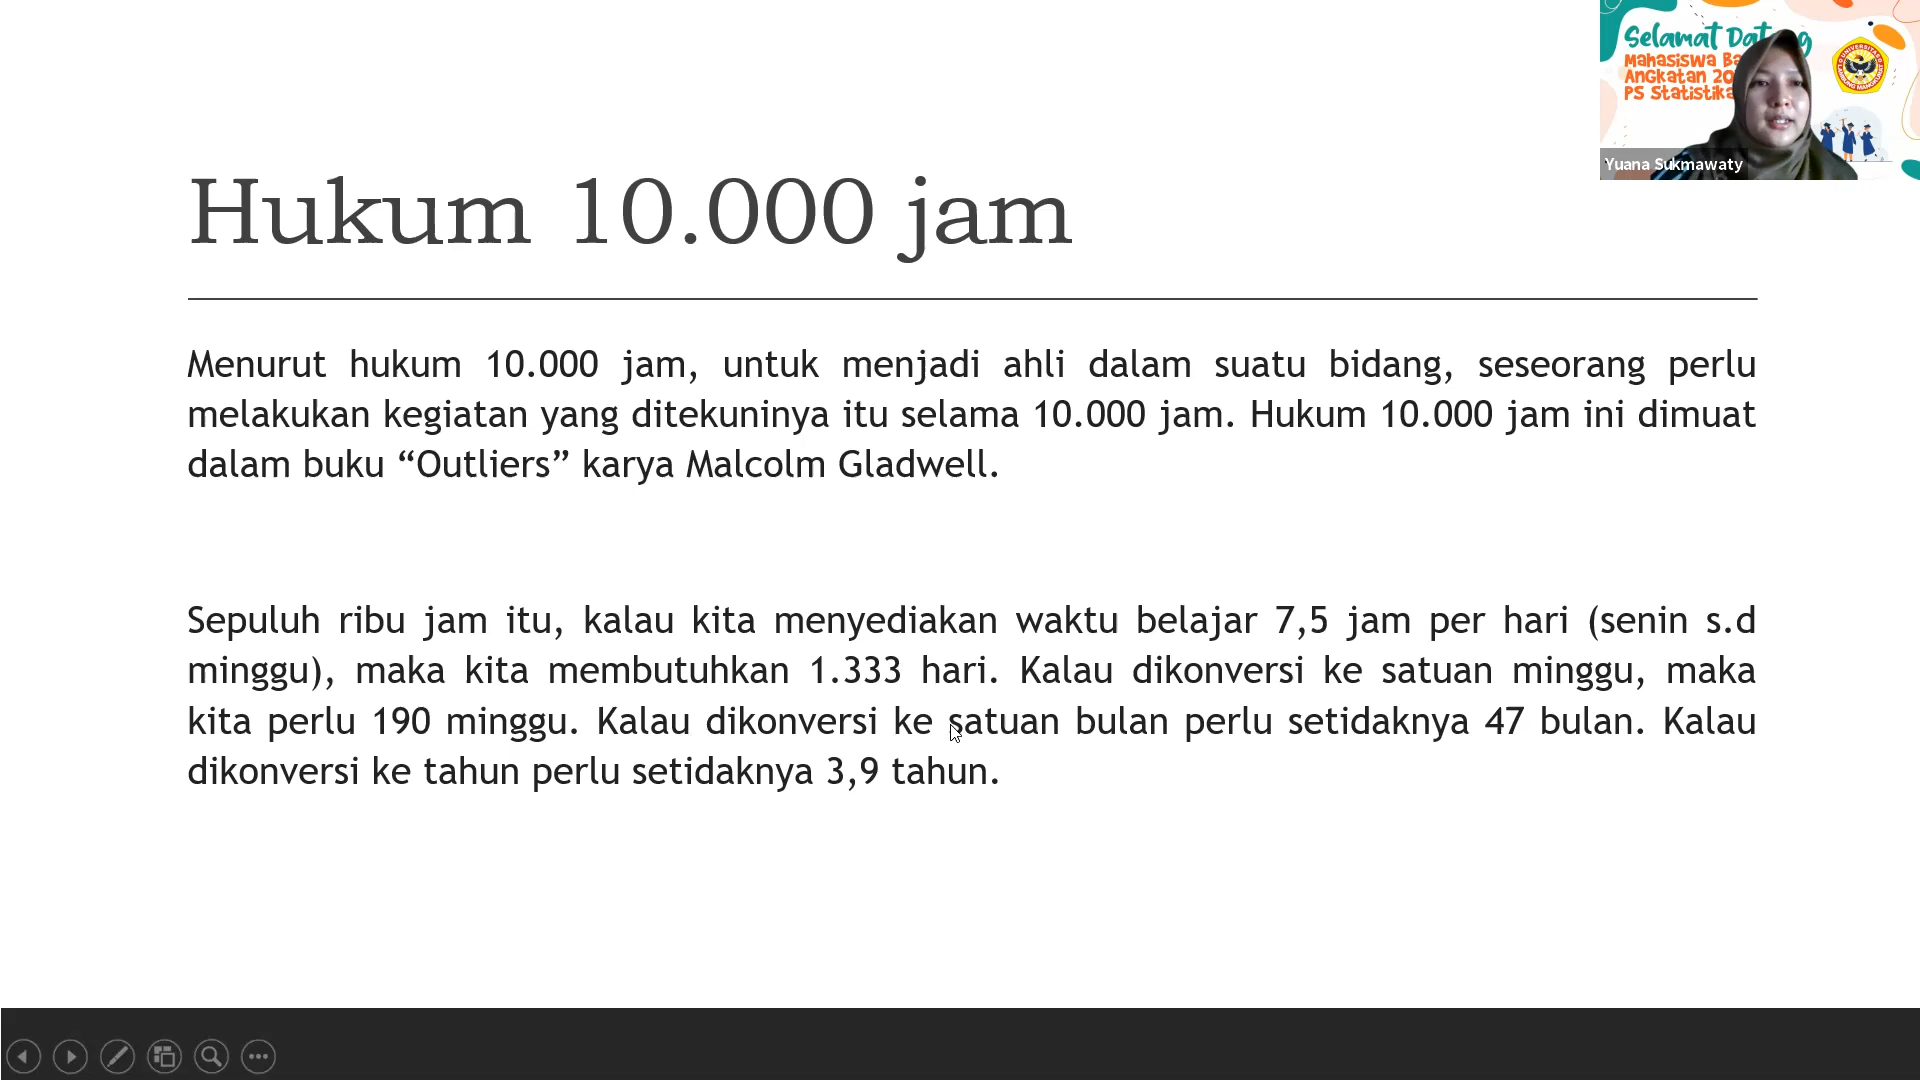 Selamat
Mahasiswa
Angkatan
PS Statistika
Yuana Sukmawaty
Hukum 10.000 jam
Menurut hukum 10.000 jam, untuk menjadi ahli dalam suatu bidang, seseorang perlu
melakukan kegiatan yang ditekuninya itu selama 10.000 jam. Hukum 10.000 jam ini dimuat
dalam buku “Outliers” karya Malcolm Gladwell.
Sepuluh ribu jam itu, kalau kita menyediakan waktu belajar 7,5 jam per hari (senin s.d
minggu), maka kita membutuhkan 1.333 hari. Kalau dikonversi ke satuan minggu, maka
kita perlu 190 minggu. Kalau dikonversi ke satuan bulan perlu setidaknya 47 bulan. Kalau
dikonversi ke tahun perlu setidaknya 3,9 tahun.